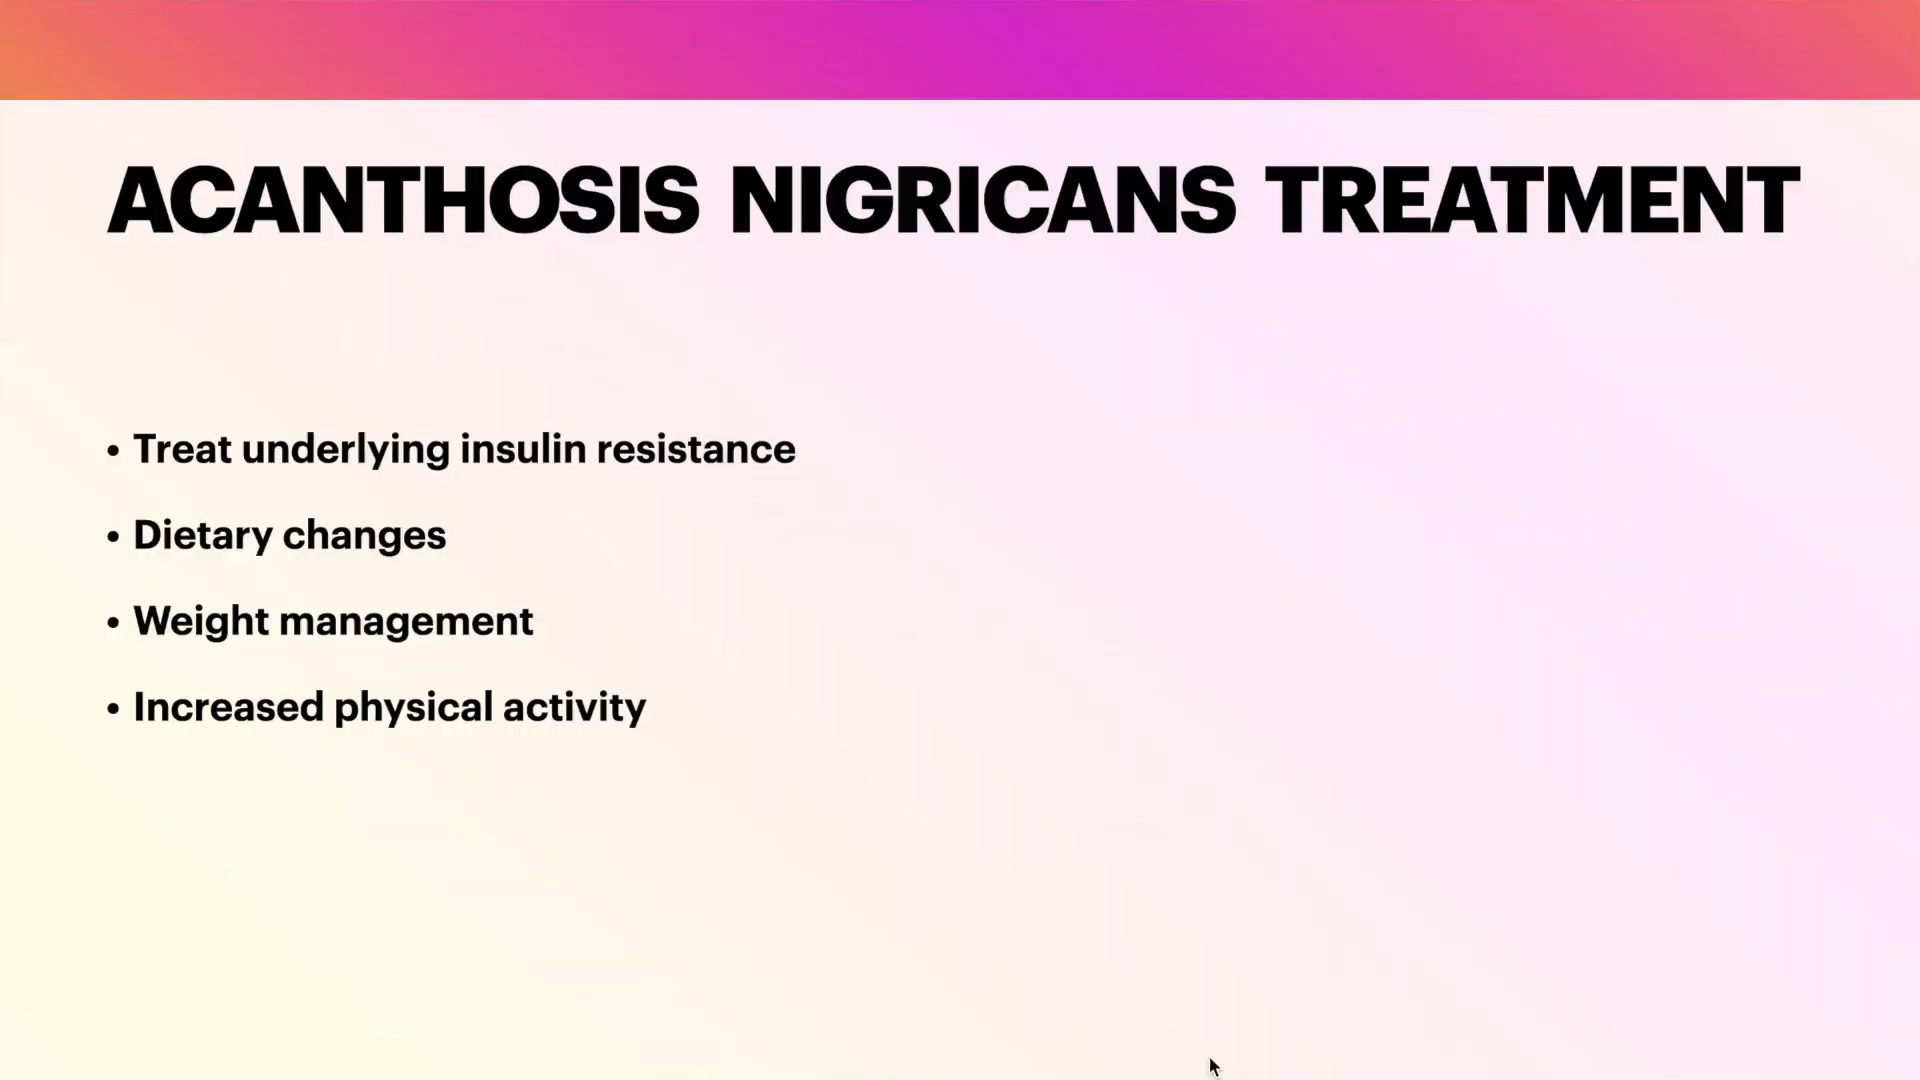 ACANTHOSIS NIGRICANS TREATMENT
• Treat underlying insulin resistance
• Dietary changes
• Weight management
• Increased physical activity